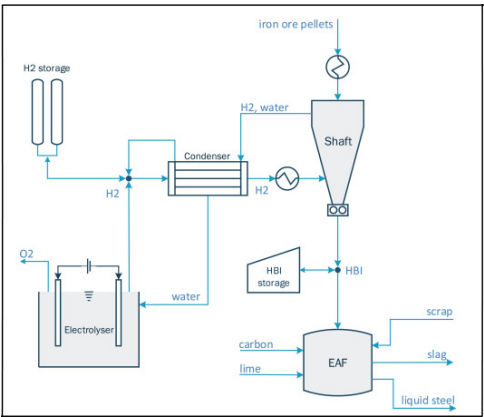 iron ore pellets
H2 storage
H2, water
Shaft
Condenser
H2
H2
O2
HBI
storage
HBI
water
Electrolyser
scrap
carbon
EAF
slag
lime
liquid steel